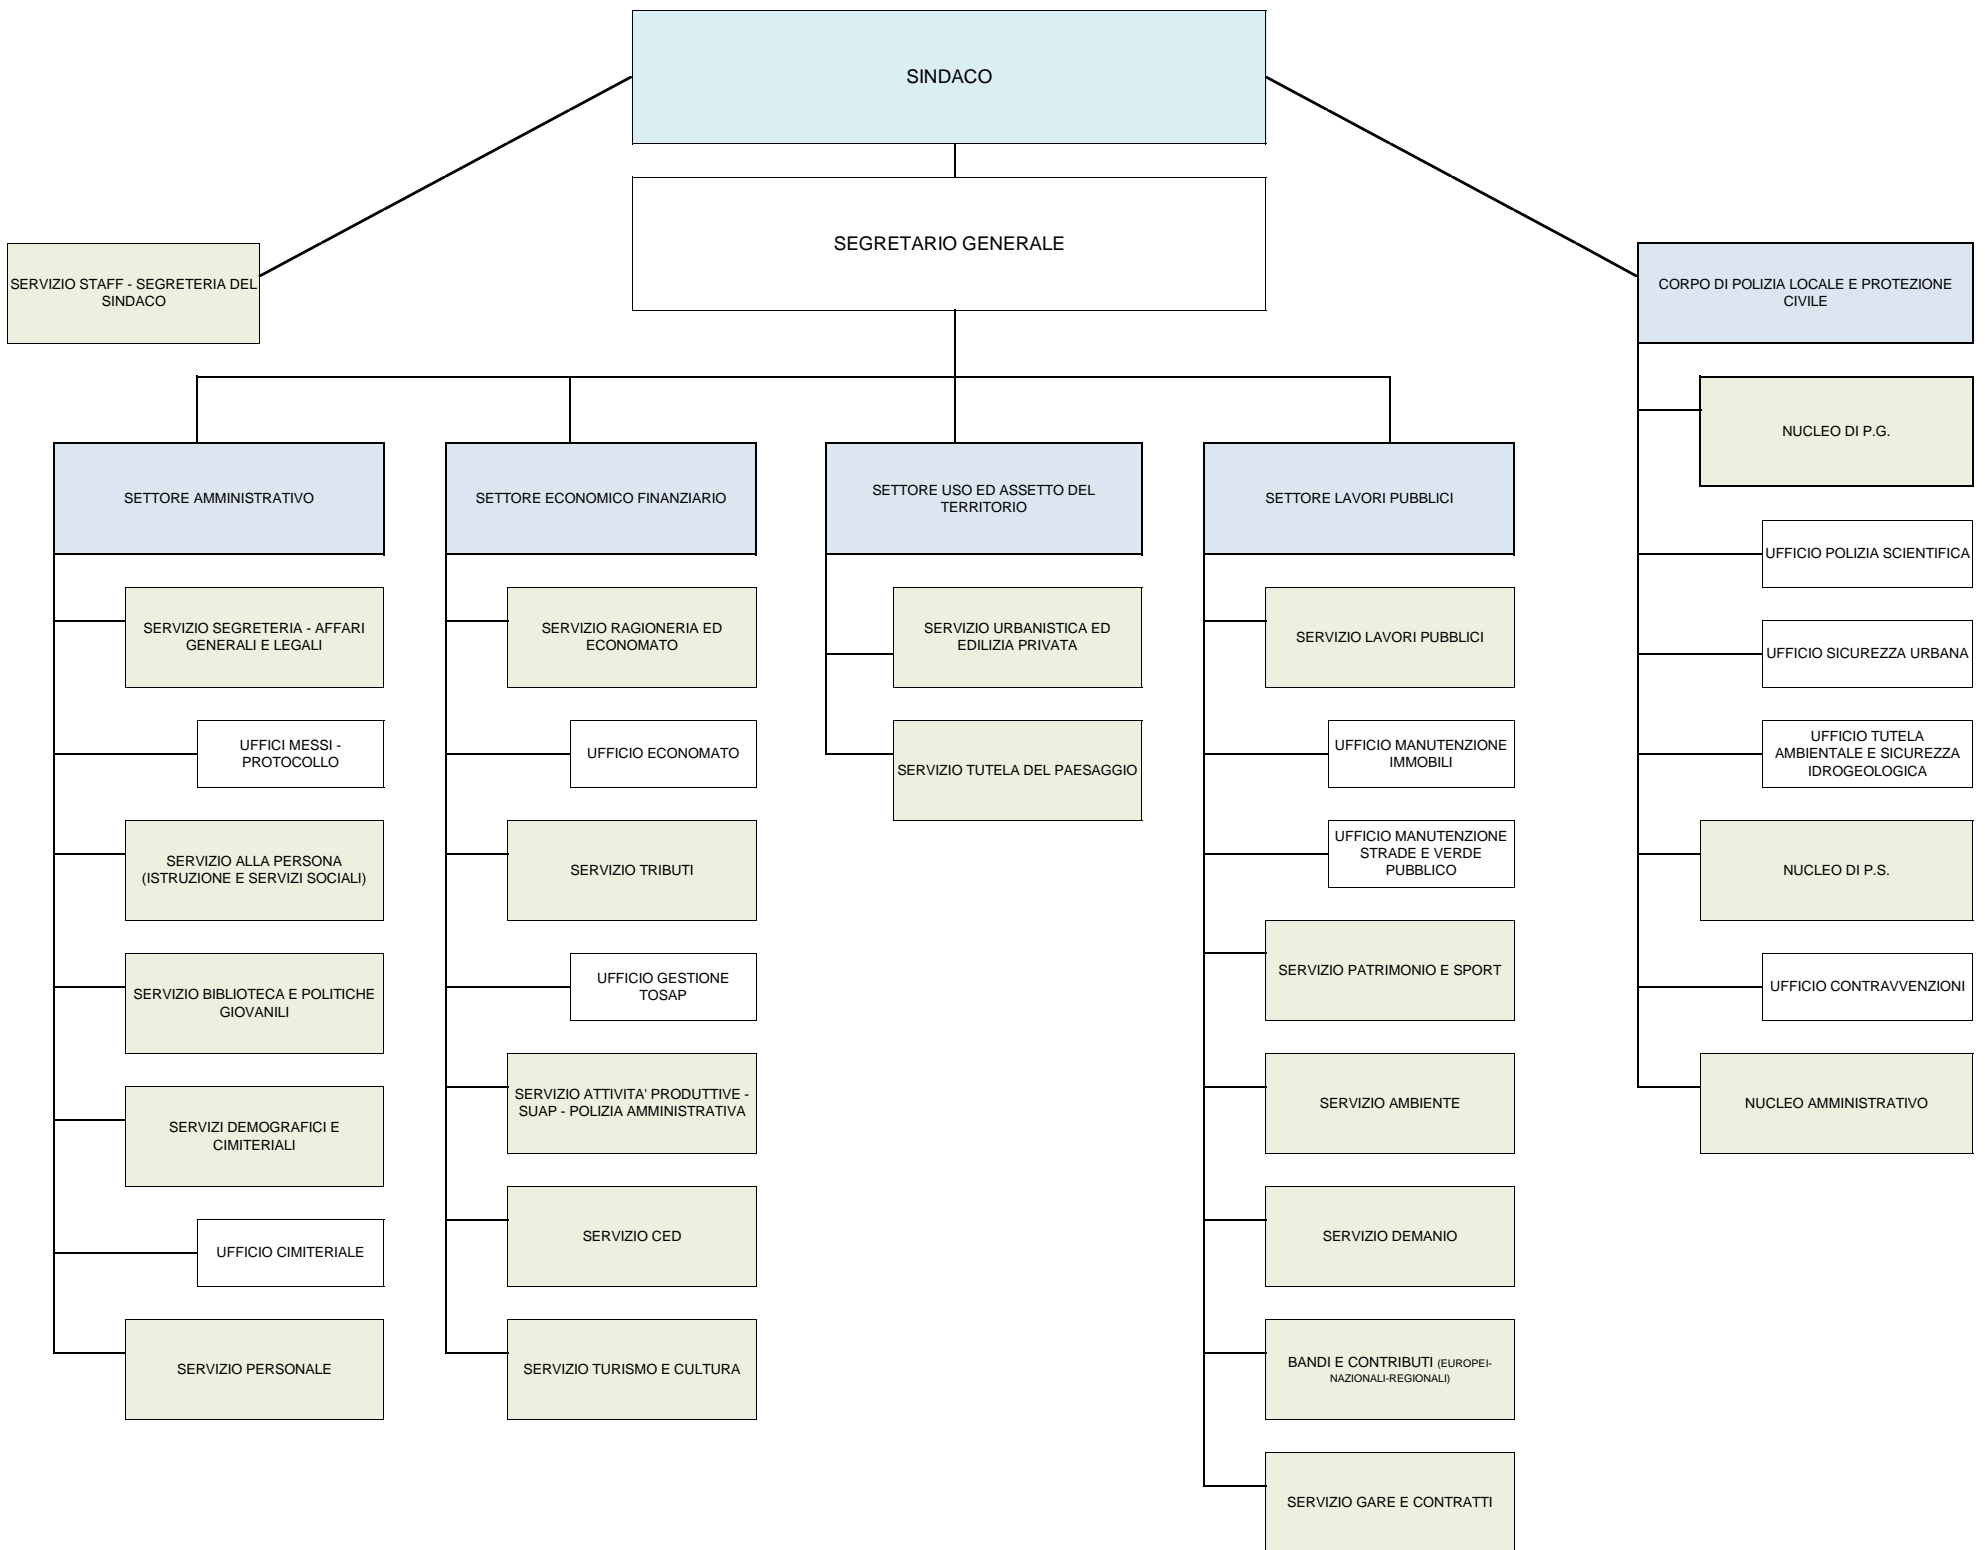 SINDACO
SEGRETARIO GENERALE
SERVIZIO STAFF - SEGRETERIA DEL
SINDACO
CORPO DI POLIZIA LOCALE E PROTEZIONE
CIVILE
SETTORE AMMINISTRATIVO
SERVIZIO SEGRETERIA - AFFARI
GENERALI E LEGALI
UFFICI MESSI -
PROTOCOLLO
SERVIZIO ALLA PERSONA
(ISTRUZIONE E SERVIZI SOCIALI)
SERVIZIO BIBLIOTECA E POLITICHE
GIOVANILI
SERVIZI DEMOGRAFICI E
CIMITERIALI
UFFICIO CIMITERIALE
SERVIZIO PERSONALE
SETTORE ECONOMICO FINANZIARIO
SERVIZIO RAGIONERIA ED
ECONOMATO
UFFICIO ECONOMATO
SERVIZIO TRIBUTI
UFFICIO GESTIONE
TOSAP
SERVIZIO ATTIVITA' PRODUTTIVE -
SUAP - POLIZIA AMMINISTRATIVA
SERVIZIO CED
SERVIZIO TURISMO E CULTURA
SETTORE USO ED ASSETTO DEL
TERRITORIO
SERVIZIO URBANISTICA ED
EDILIZIA PRIVATA
SERVIZIO TUTELA DEL PAESAGGIO
SETTORE LAVORI PUBBLICI
SERVIZIO LAVORI PUBBLICI
UFFICIO MANUTENZIONE
IMMOBILI
UFFICIO MANUTENZIONE
STRADE E VERDE
PUBBLICO
SERVIZIO PATRIMONIO E SPORT
SERVIZIO AMBIENTE
SERVIZIO DEMANIO
BANDI E CONTRIBUTI (EUROPEI-
NAZIONALI-REGIONALI)
SERVIZIO GARE E CONTRATTI
NUCLEO DI P.G.
UFFICIO POLIZIA SCIENTIFICA
UFFICIO SICUREZZA URBANA
UFFICIO TUTELA
AMBIENTALE E SICUREZZA
IDROGEOLOGICA
NUCLEO DI P.S.
UFFICIO CONTRAVVENZIONI
NUCLEO AMMINISTRATIVO